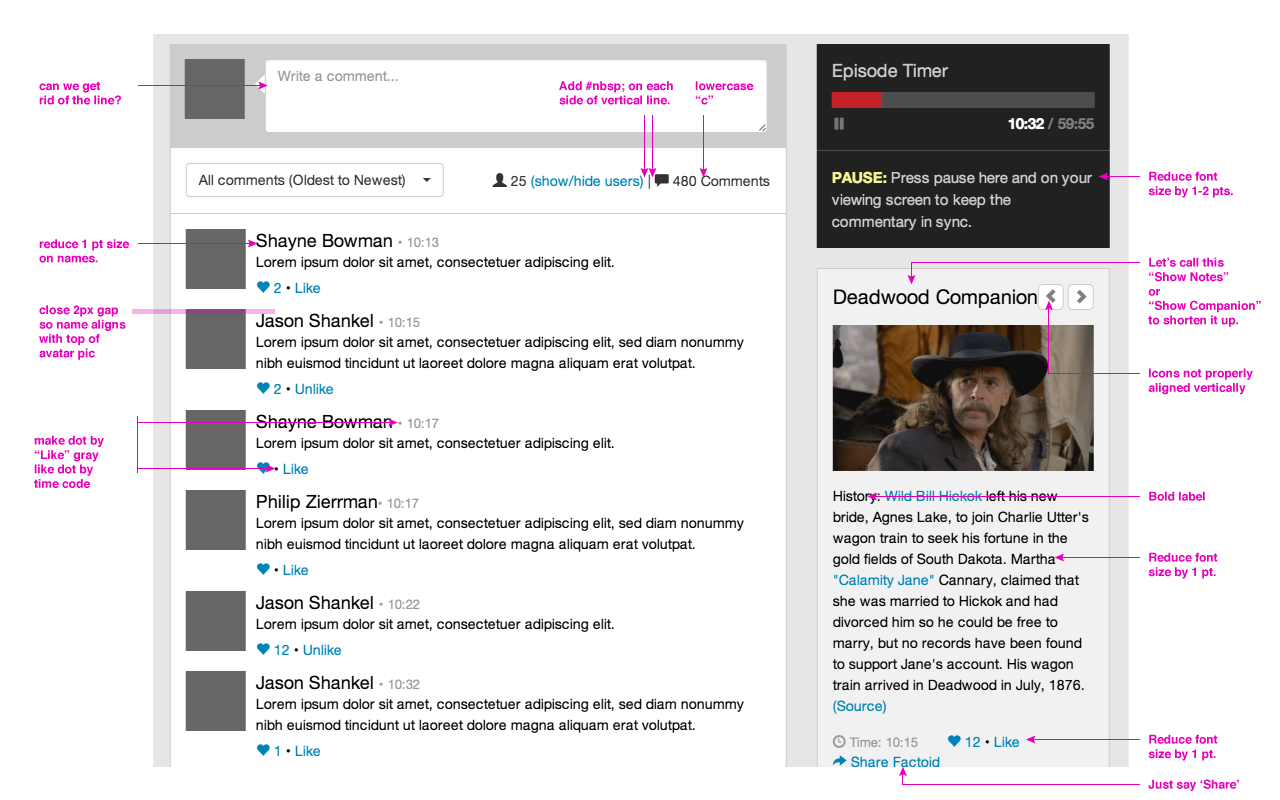 can we get
rid of the line?
Write a comment...
Add #nbsp; on each
side of vertical line.
lowercase
“c”
All comments (Oldest to Newest)
25 (show/hide users) | 480 Comments
reduce 1 pt size
on names.
Shayne Bowman • 10:13
Lorem ipsum dolor sit amet, consectetuer adipiscing elit.
2 • Like
close 2px gap
so name aligns
with top of
avatar pic
Jason Shankel • 10:15
Lorem ipsum dolor sit amet, consectetuer adipiscing elit, sed diam nonummy
nibh euismod tincidunt ut laoreet dolore magna aliquam erat volutpat.
2 • Unlike
make dot by
“Like” gray
like dot by
time code
Shayne Bowman • 10:17
Lorem ipsum dolor sit amet, consectetuer adipiscing elit.
• Like
Philip Zierrman• 10:17
Lorem ipsum dolor sit amet, consectetuer adipiscing elit, sed diam nonummy
nibh euismod tincidunt ut laoreet dolore magna aliquam erat volutpat.
• Like
Jason Shankel • 10:22
Lorem ipsum dolor sit amet, consectetuer adipiscing elit.
12 • Unlike
Jason Shankel • 10:32
Lorem ipsum dolor sit amet, consectetuer adipiscing elit, sed diam nonummy
nibh euismod tincidunt ut laoreet dolore magna aliquam erat volutpat.
1 • Like
Episode Timer
10:32 / 59:55
PAUSE: Press pause here and on your
viewing screen to keep the
commentary in sync.
Reduce font
size by 1-2 pts.
Deadwood Companion
Let’s call this
“Show Notes”
or
“Show Companion”
to shorten it up.
Icons not properly
aligned vertically
History: Wild Bill Hickok left his new
bride, Agnes Lake, to join Charlie Utter's
wagon train to seek his fortune in the
gold fields of South Dakota. Martha
"Calamity Jane" Cannary, claimed that
she was married to Hickok and had
divorced him so he could be free to
marry, but no records have been found
to support Jane's account. His wagon
train arrived in Deadwood in July, 1876.
(Source)
Bold label
Reduce font
size by 1 pt.
Time: 10:15
12 • Like
Share Factoid
Reduce font
size by 1 pt.
Just say ‘Share’